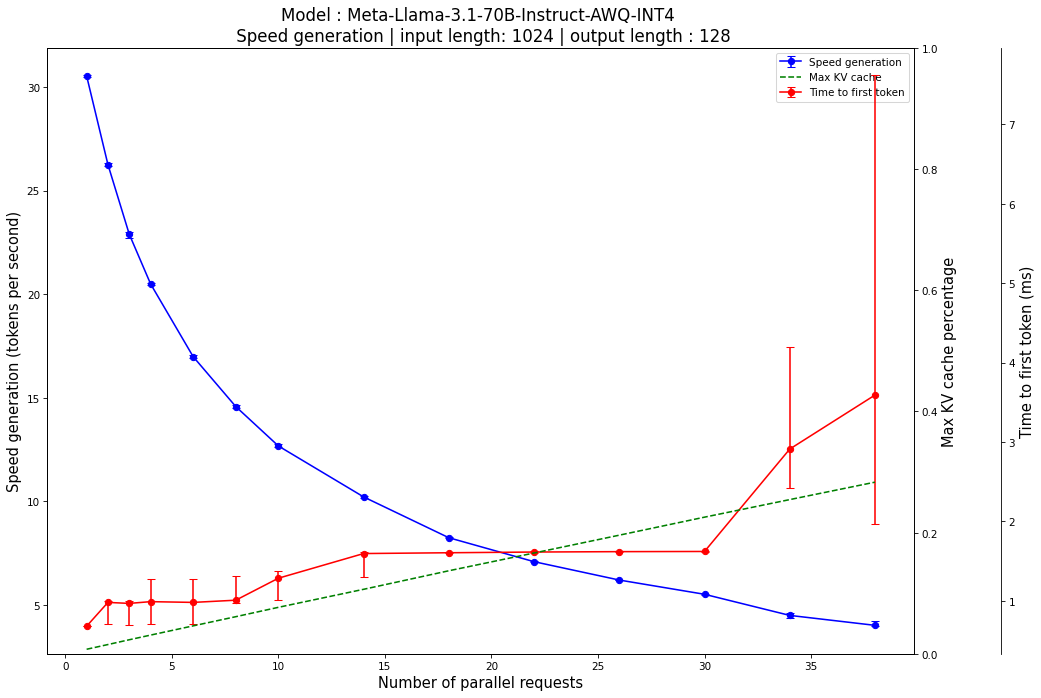 Model : Meta-Llama-3.1-70B-Instruct-AWQ-INT4
Speed generation | input length: 1024 | output length : 128
Speed generation
Max KV cache
Time to first token
Speed generation (tokens per second)
30
25
20
15
10
5
0 5 10 15 20 25 30 35
Number of parallel requests
1.0
0.8
0.6
0.4
0.2
0.0
Max KV cache percentage
7
6
5
4
3
2
1
Time to first token (ms)